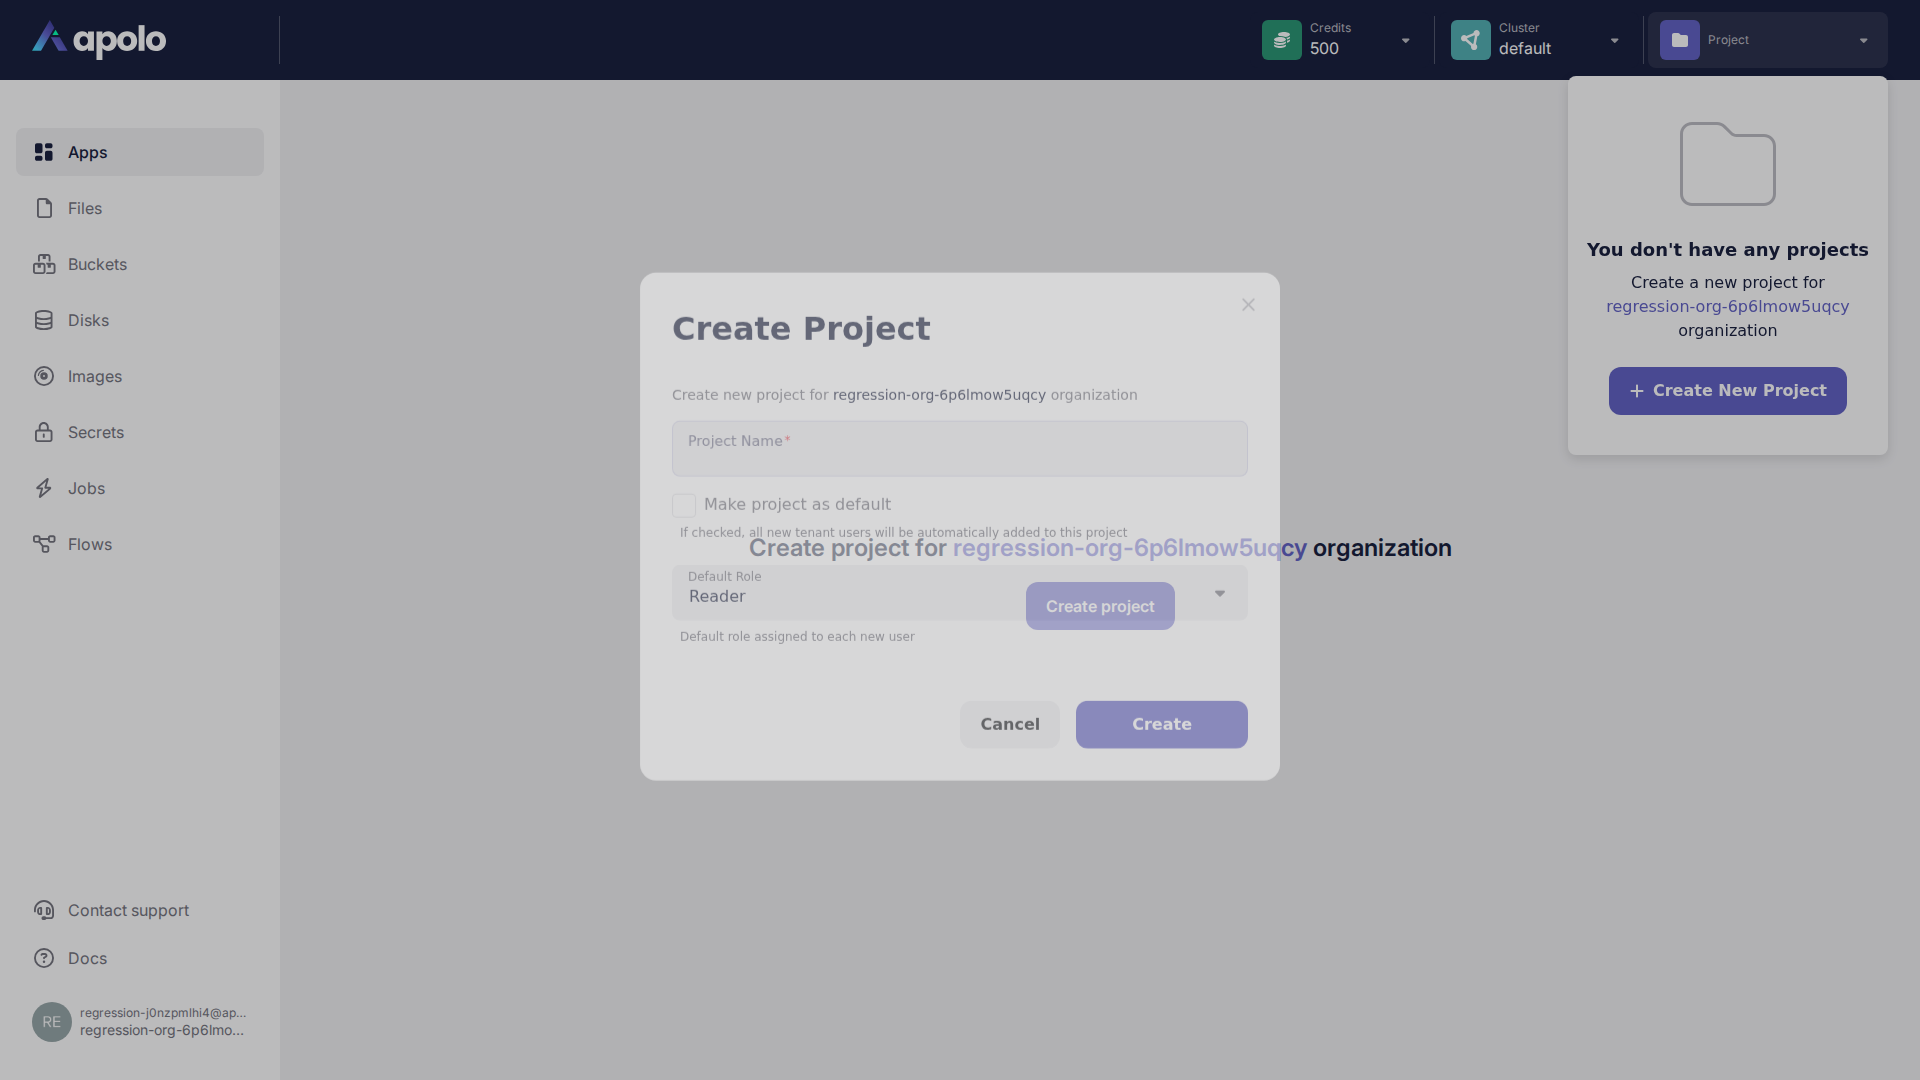 apolo
Credits
500
Cluster
default
Project
Apps
Files
Buckets
Disks
Images
Secrets
Jobs
Flows
Contact support
Docs
RE
regression-j0nzpmlhi4@ap...
regression-org-6p6lmo...
You don't have any projects
Create a new project for
regression-org-6p6lmow5uqcy
organization
+ Create New Project
Create Project
Create new project for regression-org-6p6lmow5uqcy organization
Project Name*
Make project as default
If checked, all new tenant users will be automatically added to this project
Create project for regression-org-6p6lmow5uqcy organization
Default Role
Reader
Create project
Default role assigned to each new user
Cancel
Create